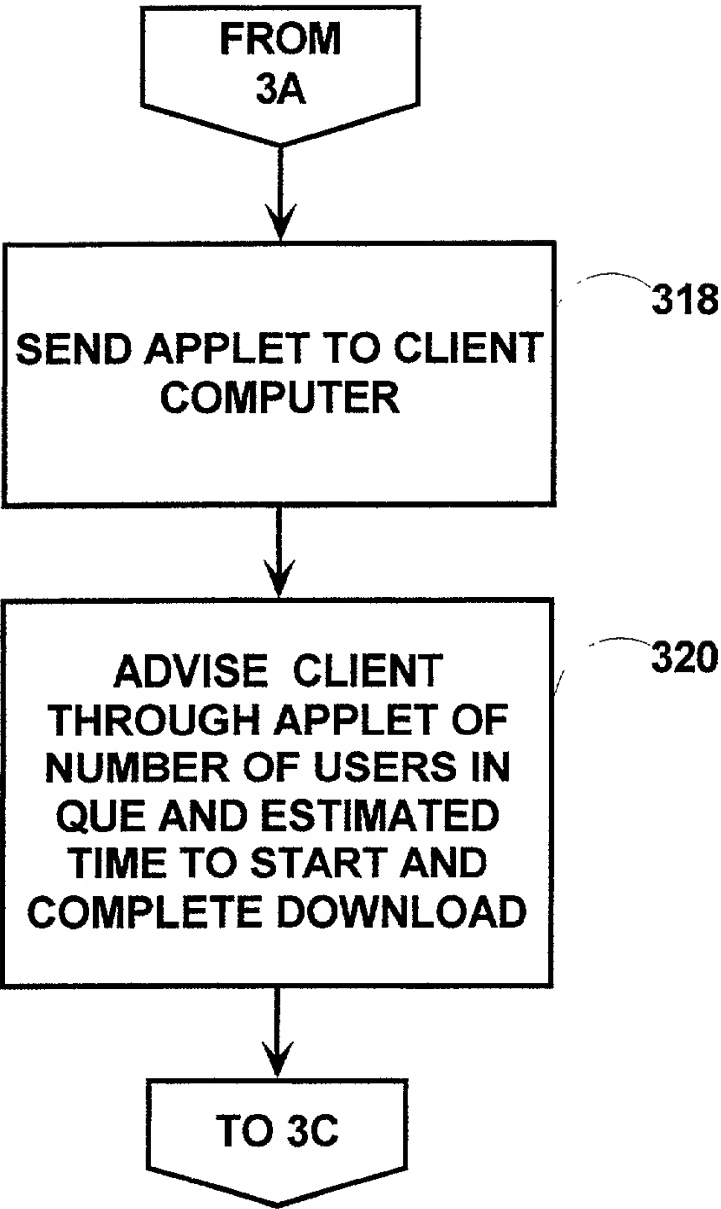 FROM
3A
318
SEND APPLET TO CLIENT
COMPUTER
320
ADVISE CLIENT
THROUGH APPLET OF
NUMBER OF USERS IN
QUE AND ESTIMATED
TIME TO START AND
COMPLETE DOWNLOAD
TO 3C